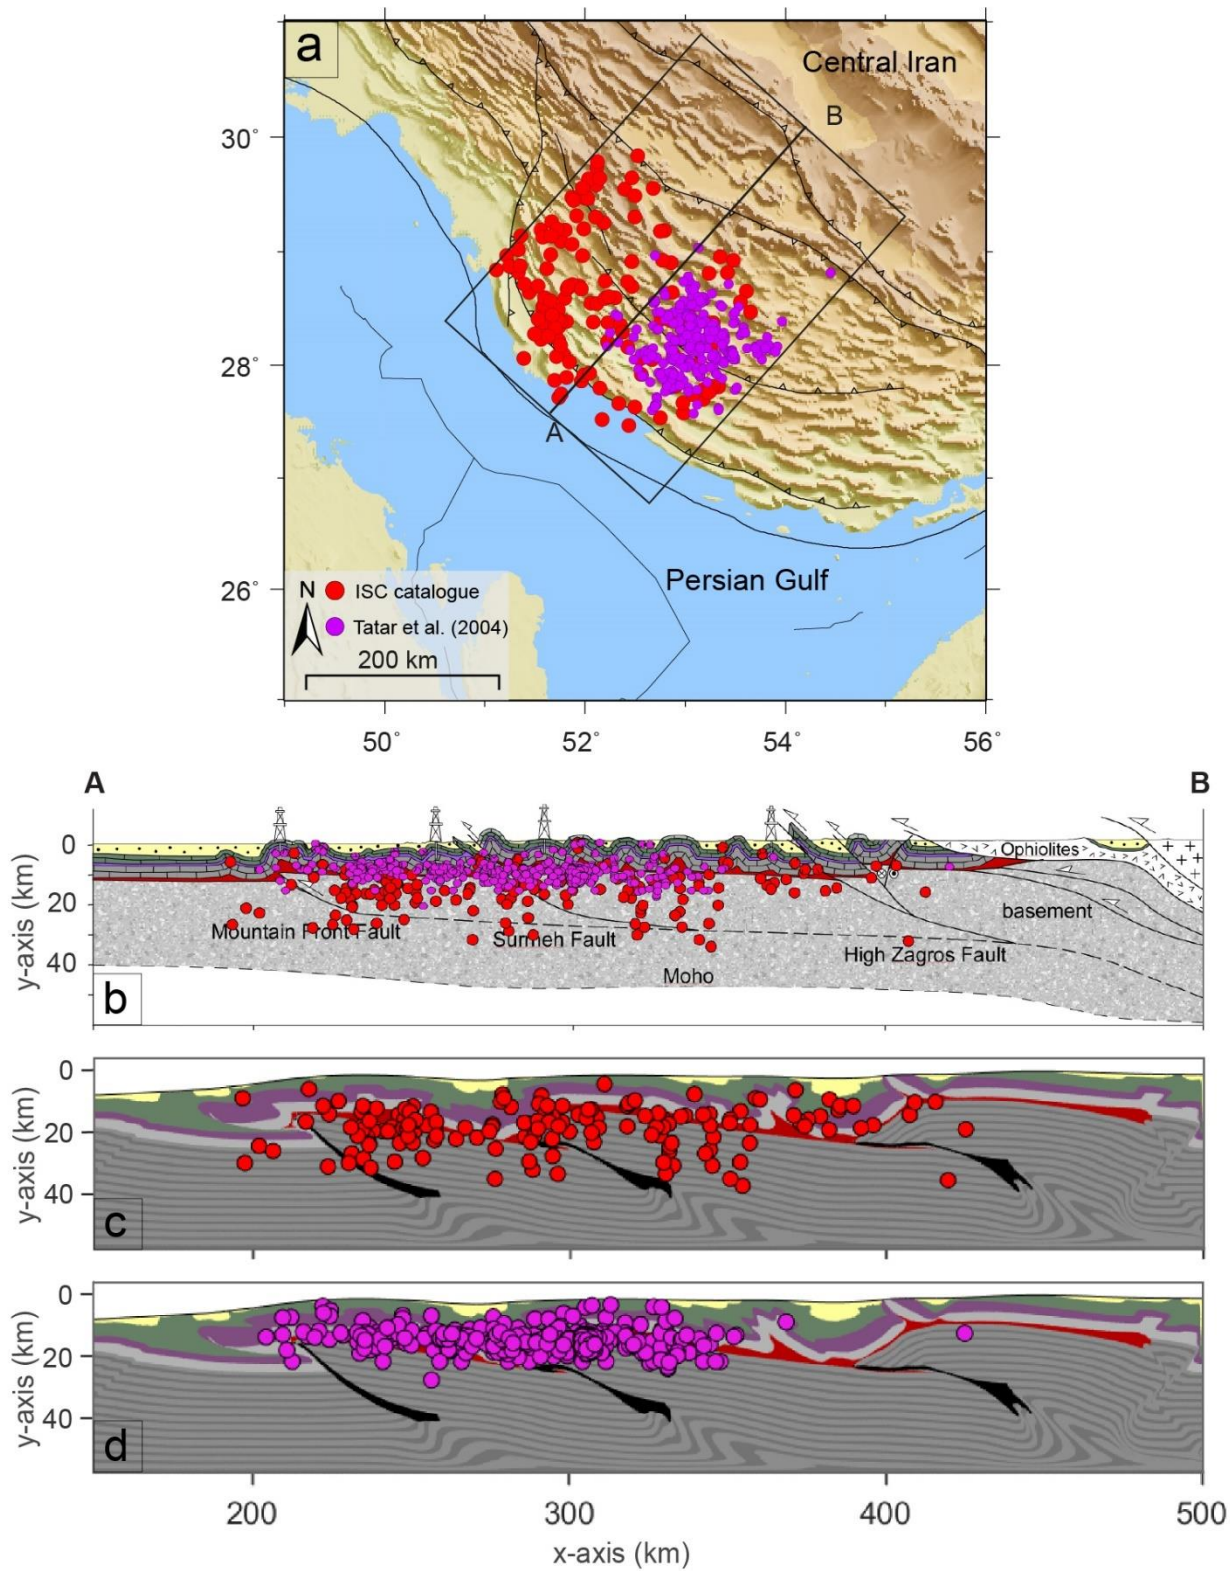 a
Central Iran
B
30°
28°
A
Persian Gulf
26°
N
ISC catalogue
Tatar et al. (2004)
200 km
50°
52°
54°
56°
A
B
0
20
40
y-axis (km)
Ophiolites
basement
Mountain Front Fault
Surmeh Fault
High Zagros Fault
Moho
b
0
20
40
y-axis (km)
c
0
20
40
y-axis (km)
d
200
300
400
500
x-axis (km)